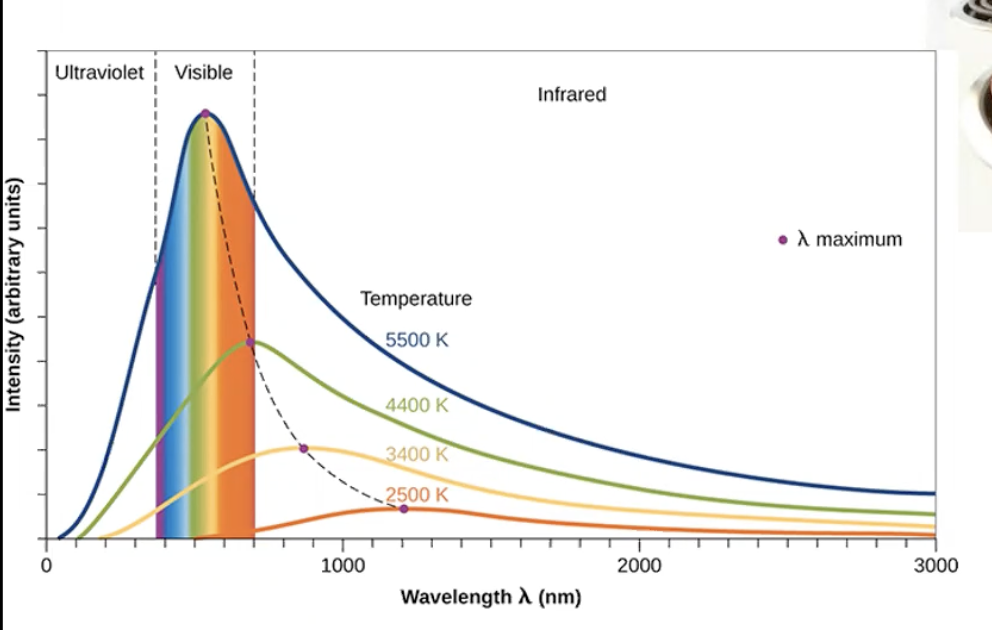 Ultraviolet
Visible
Infrared
λ maximum
Temperature
5500 K
4400 K
3400 K
2500 K
Intensity (arbitrary units)
0
1000
2000
3000
Wavelength λ (nm)